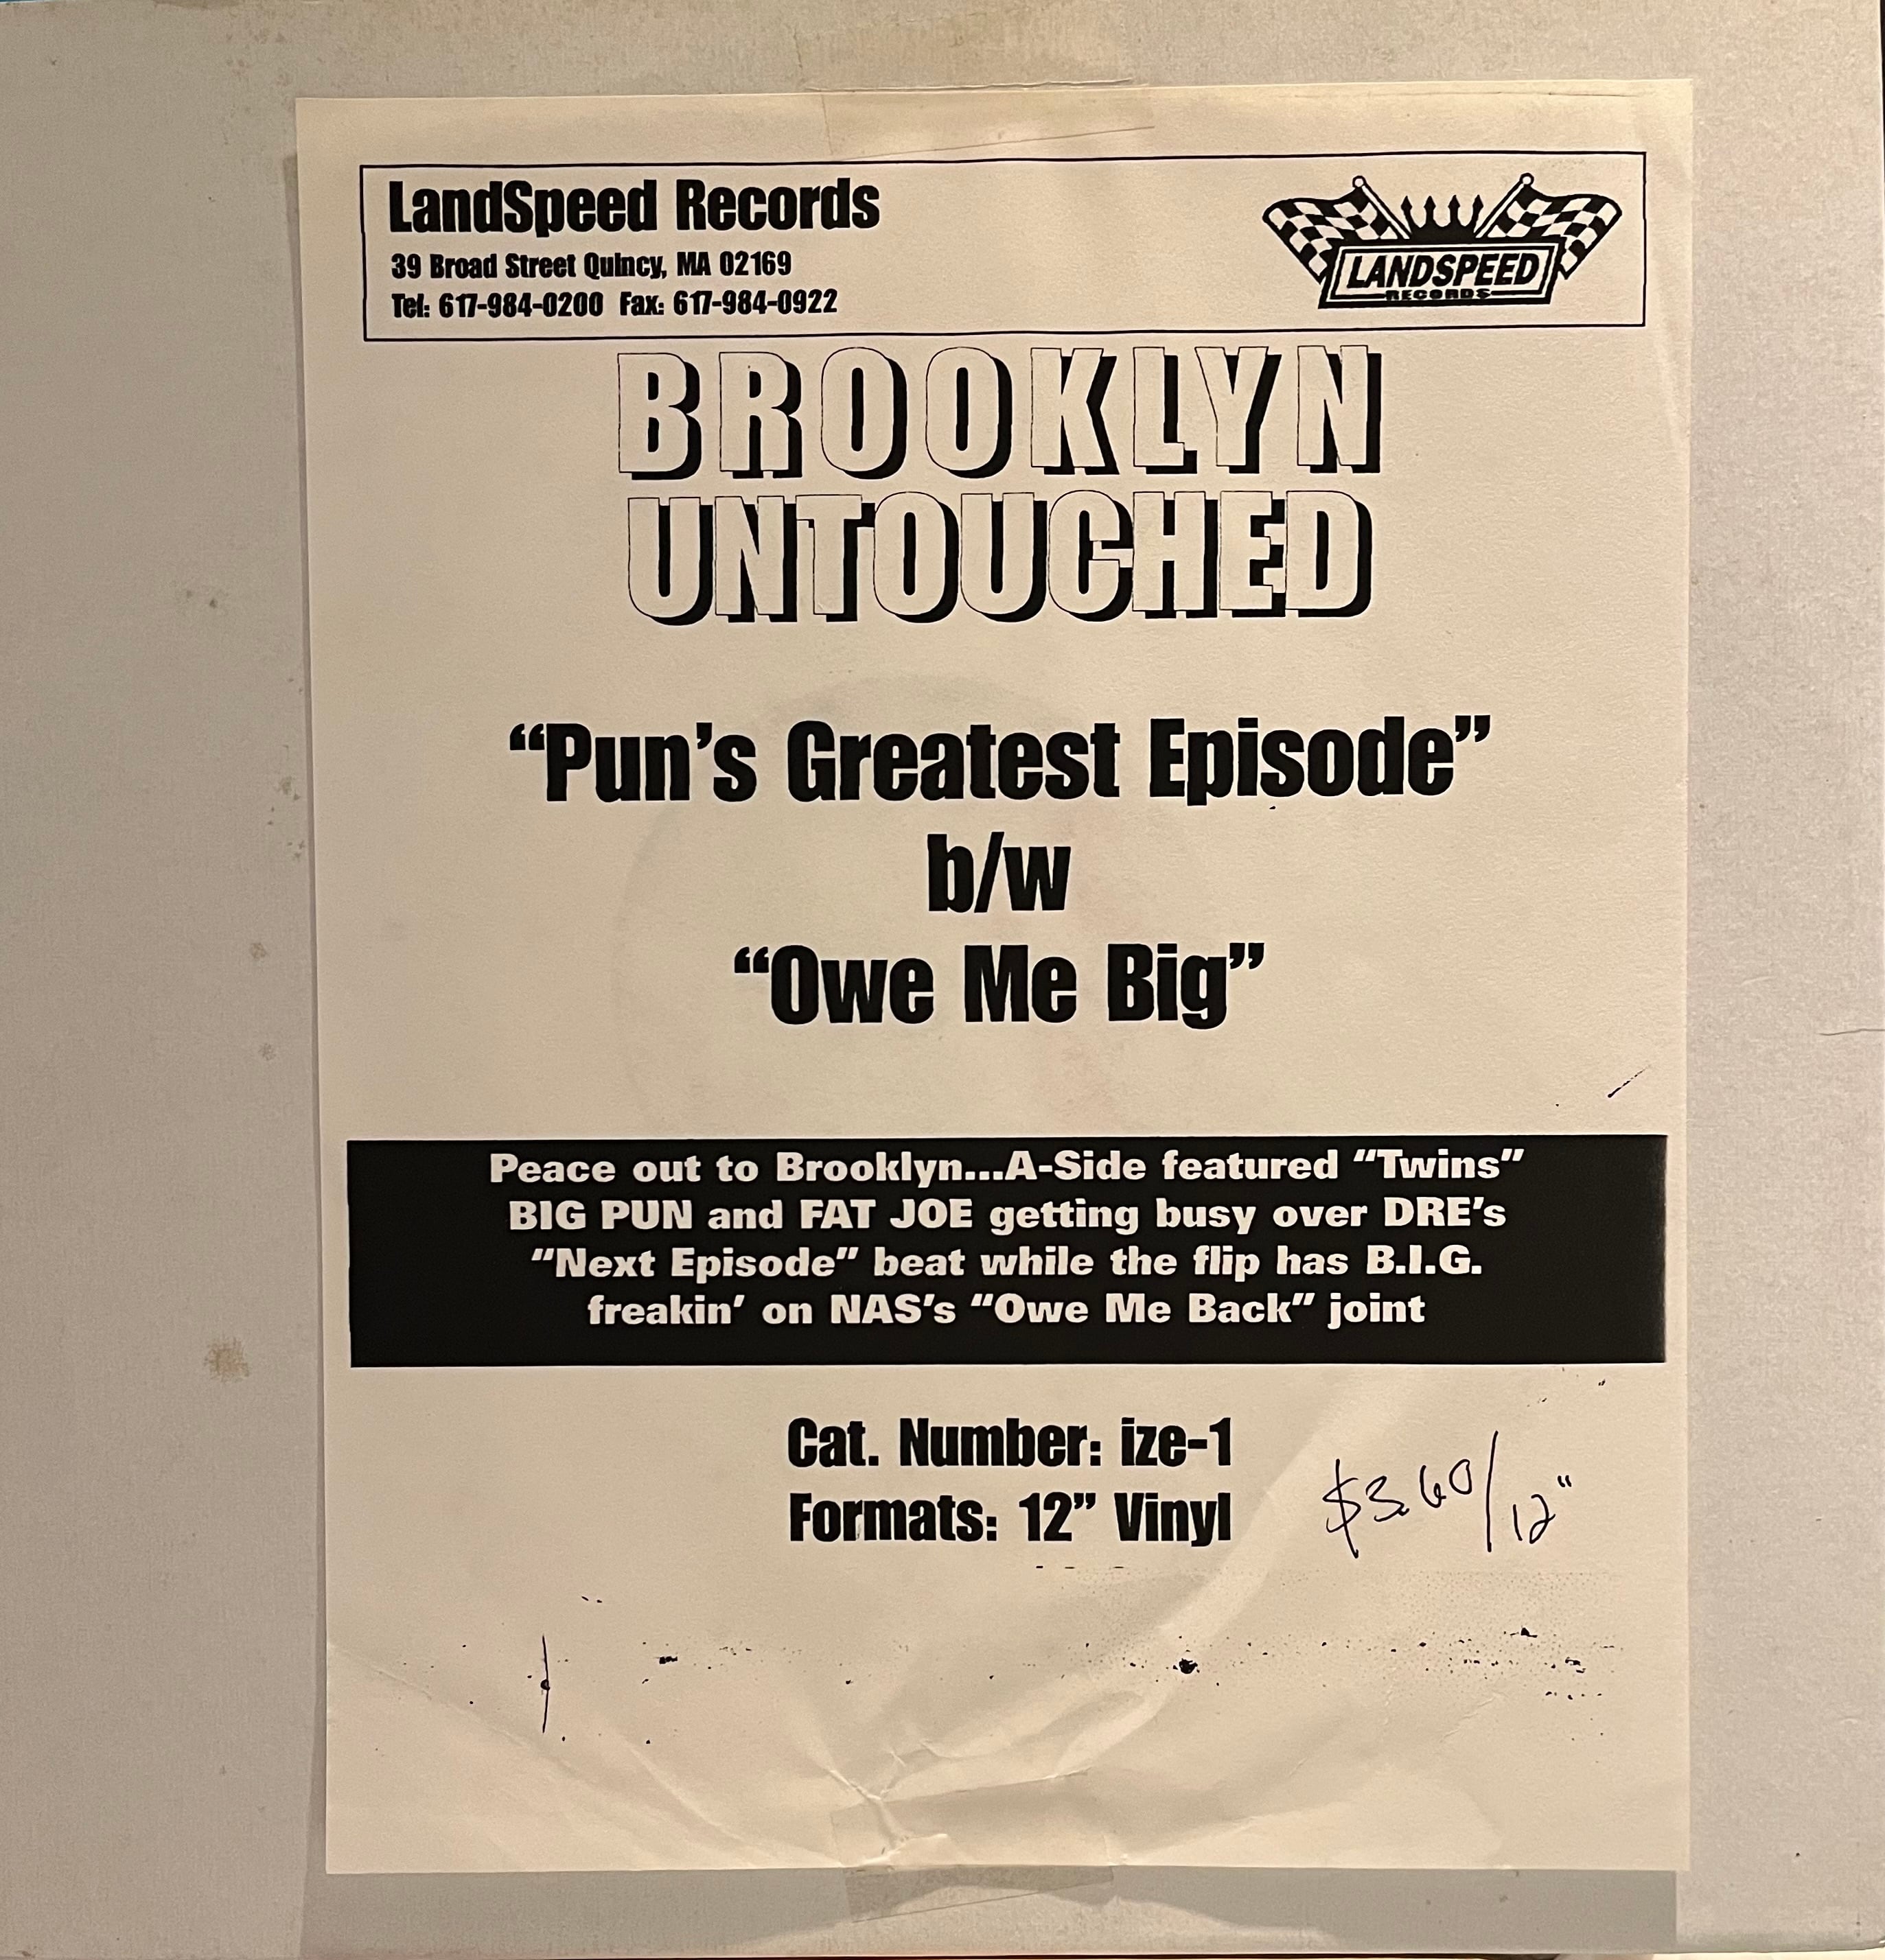 LandSpeed Records
39 Broad Street Quincy, MA 02169
Tel: 617-984-0200 Fax: 617-984-0922
LANDSPEED
RECORDS
BROOKLYN
UNTOUCHED
“Pun’s Greatest Episode”
b/w
“Owe Me Big”
Peace out to Brooklyn...A-Side featured “Twins”
BIG PUN and FAT JOE getting busy over DRE’s
“Next Episode” beat while the flip has B.I.G.
freakin’ on NAS’s “Owe Me Back” joint
Cat. Number: ize-1
Formats: 12” Vinyl
$3.60/12"